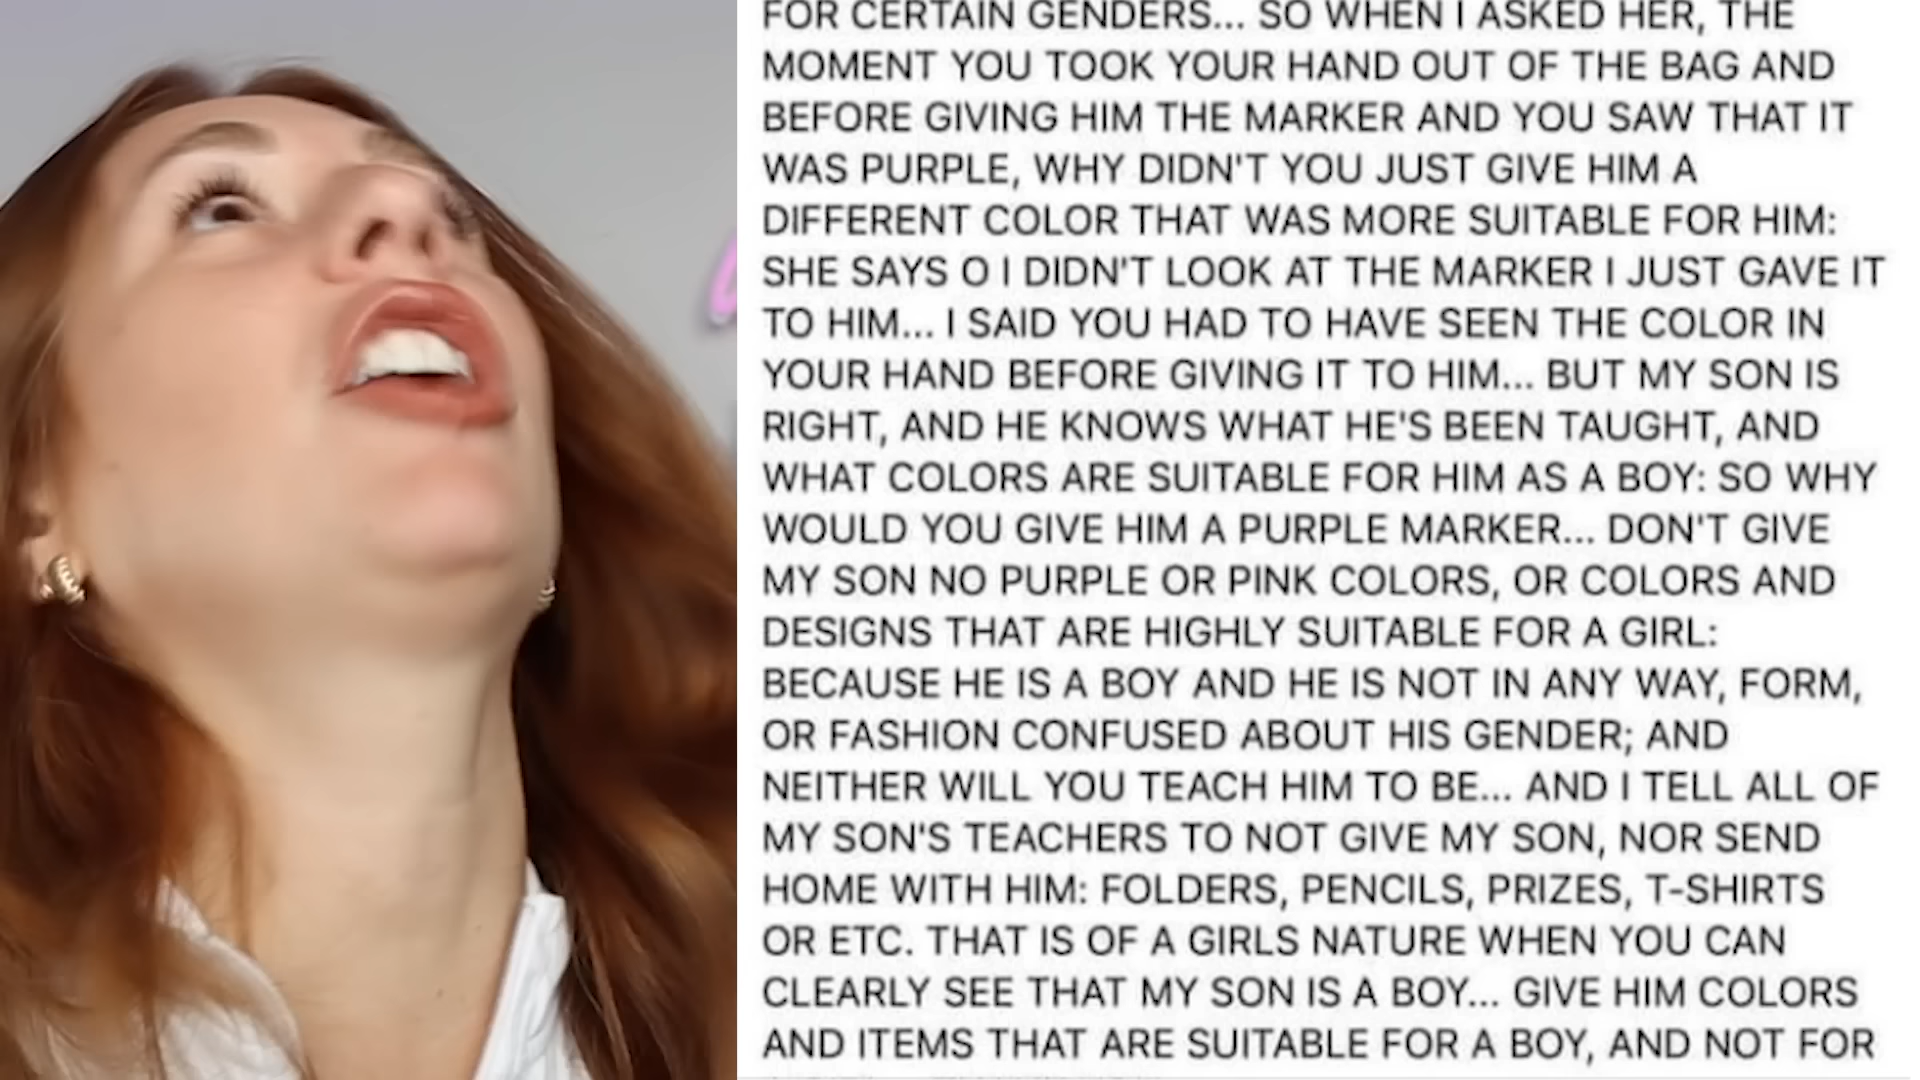 FOR CERTAIN GENDERS... SO WHEN I ASKED HER, THE
MOMENT YOU TOOK YOUR HAND OUT OF THE BAG AND
BEFORE GIVING HIM THE MARKER AND YOU SAW THAT IT
WAS PURPLE, WHY DIDN'T YOU JUST GIVE HIM A
DIFFERENT COLOR THAT WAS MORE SUITABLE FOR HIM:
SHE SAYS O I DIDN'T LOOK AT THE MARKER I JUST GAVE IT
TO HIM... I SAID YOU HAD TO HAVE SEEN THE COLOR IN
YOUR HAND BEFORE GIVING IT TO HIM... BUT MY SON IS
RIGHT, AND HE KNOWS WHAT HE'S BEEN TAUGHT, AND
WHAT COLORS ARE SUITABLE FOR HIM AS A BOY: SO WHY
WOULD YOU GIVE HIM A PURPLE MARKER... DON'T GIVE
MY SON NO PURPLE OR PINK COLORS, OR COLORS AND
DESIGNS THAT ARE HIGHLY SUITABLE FOR A GIRL:
BECAUSE HE IS A BOY AND HE IS NOT IN ANY WAY, FORM,
OR FASHION CONFUSED ABOUT HIS GENDER; AND
NEITHER WILL YOU TEACH HIM TO BE... AND I TELL ALL OF
MY SON'S TEACHERS TO NOT GIVE MY SON, NOR SEND
HOME WITH HIM: FOLDERS, PENCILS, PRIZES, T-SHIRTS
OR ETC. THAT IS OF A GIRLS NATURE WHEN YOU CAN
CLEARLY SEE THAT MY SON IS A BOY... GIVE HIM COLORS
AND ITEMS THAT ARE SUITABLE FOR A BOY, AND NOT FOR